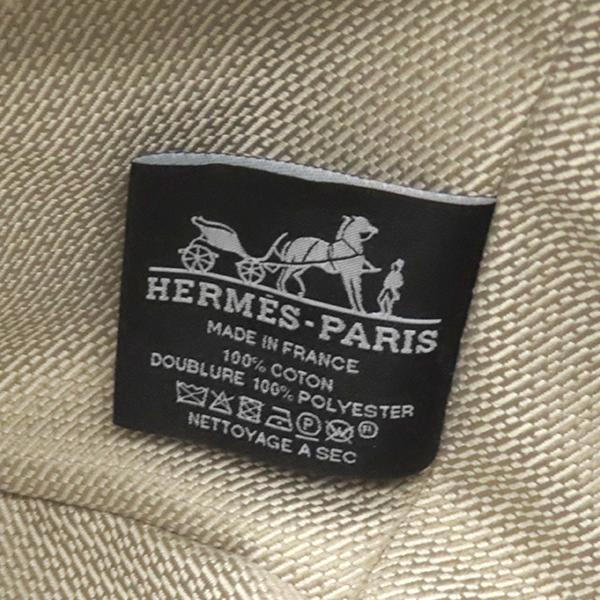 HERMÈS-PARIS
MADE IN FRANCE
100% COTON
DOUBLURE 100% POLYESTER
P W R
NETTOYAGE A SEC